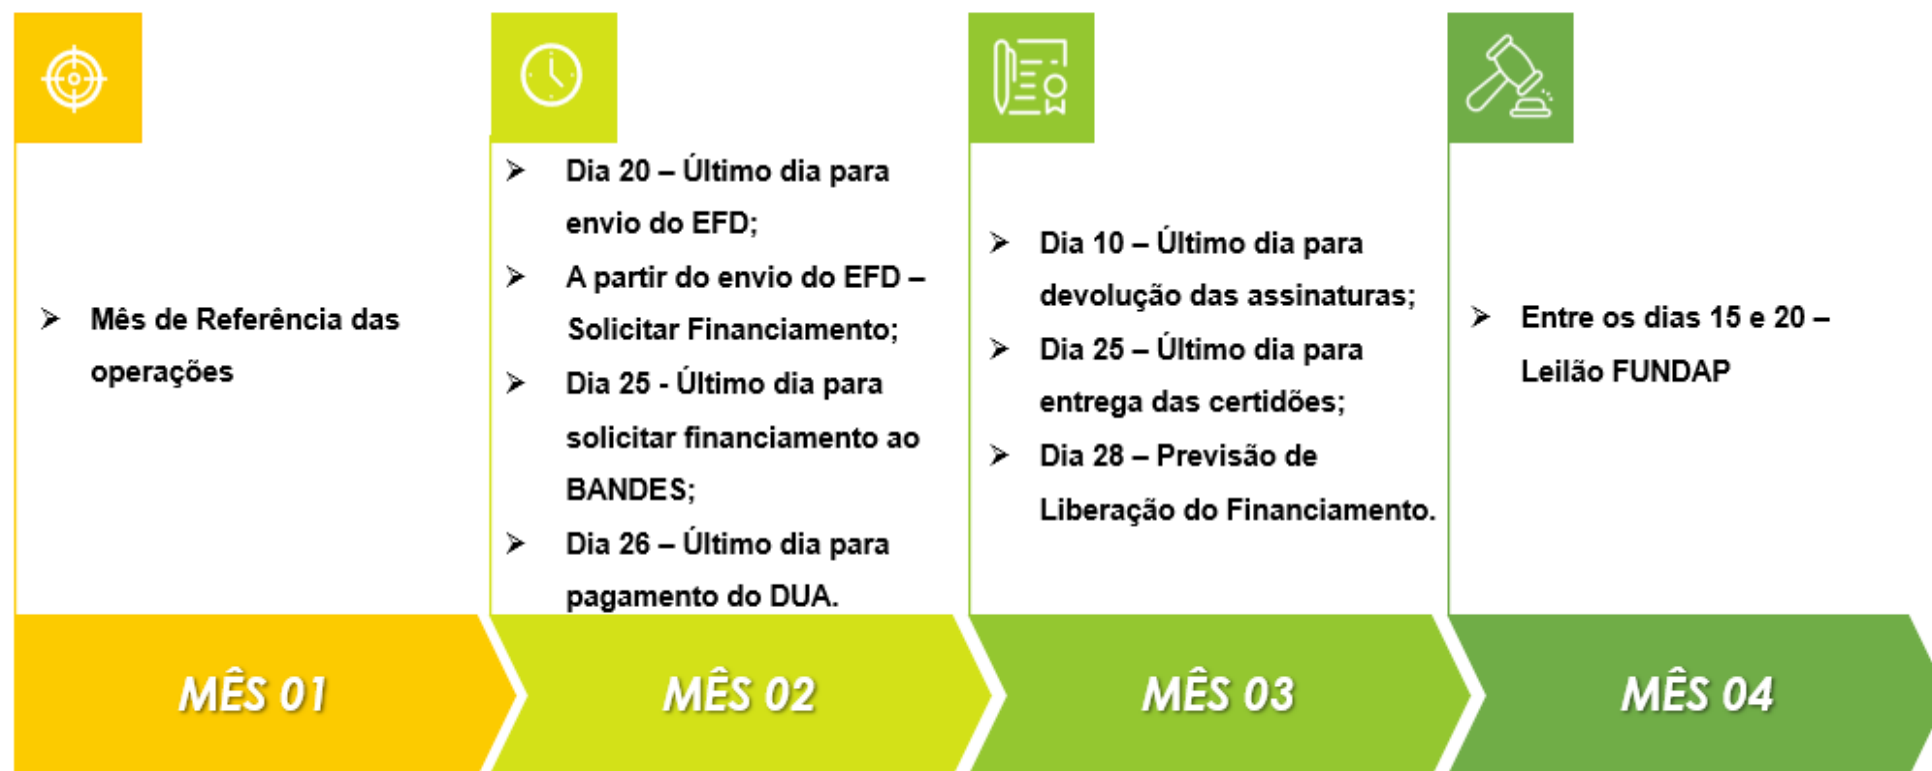 ➢ Mês de Referência das
operações
➢ Dia 20 – Último dia para
envio do EFD;
➢ A partir do envio do EFD –
Solicitar Financiamento;
➢ Dia 25 - Último dia para
solicitar financiamento ao
BANDES;
➢ Dia 26 – Último dia para
pagamento do DUA.
➢ Dia 10 – Último dia para
devolução das assinaturas;
➢ Dia 25 – Último dia para
entrega das certidões;
➢ Dia 28 – Previsão de
Liberação do Financiamento.
➢ Entre os dias 15 e 20 –
Leilão FUNDAP
MÊS 01
MÊS 02
MÊS 03
MÊS 04